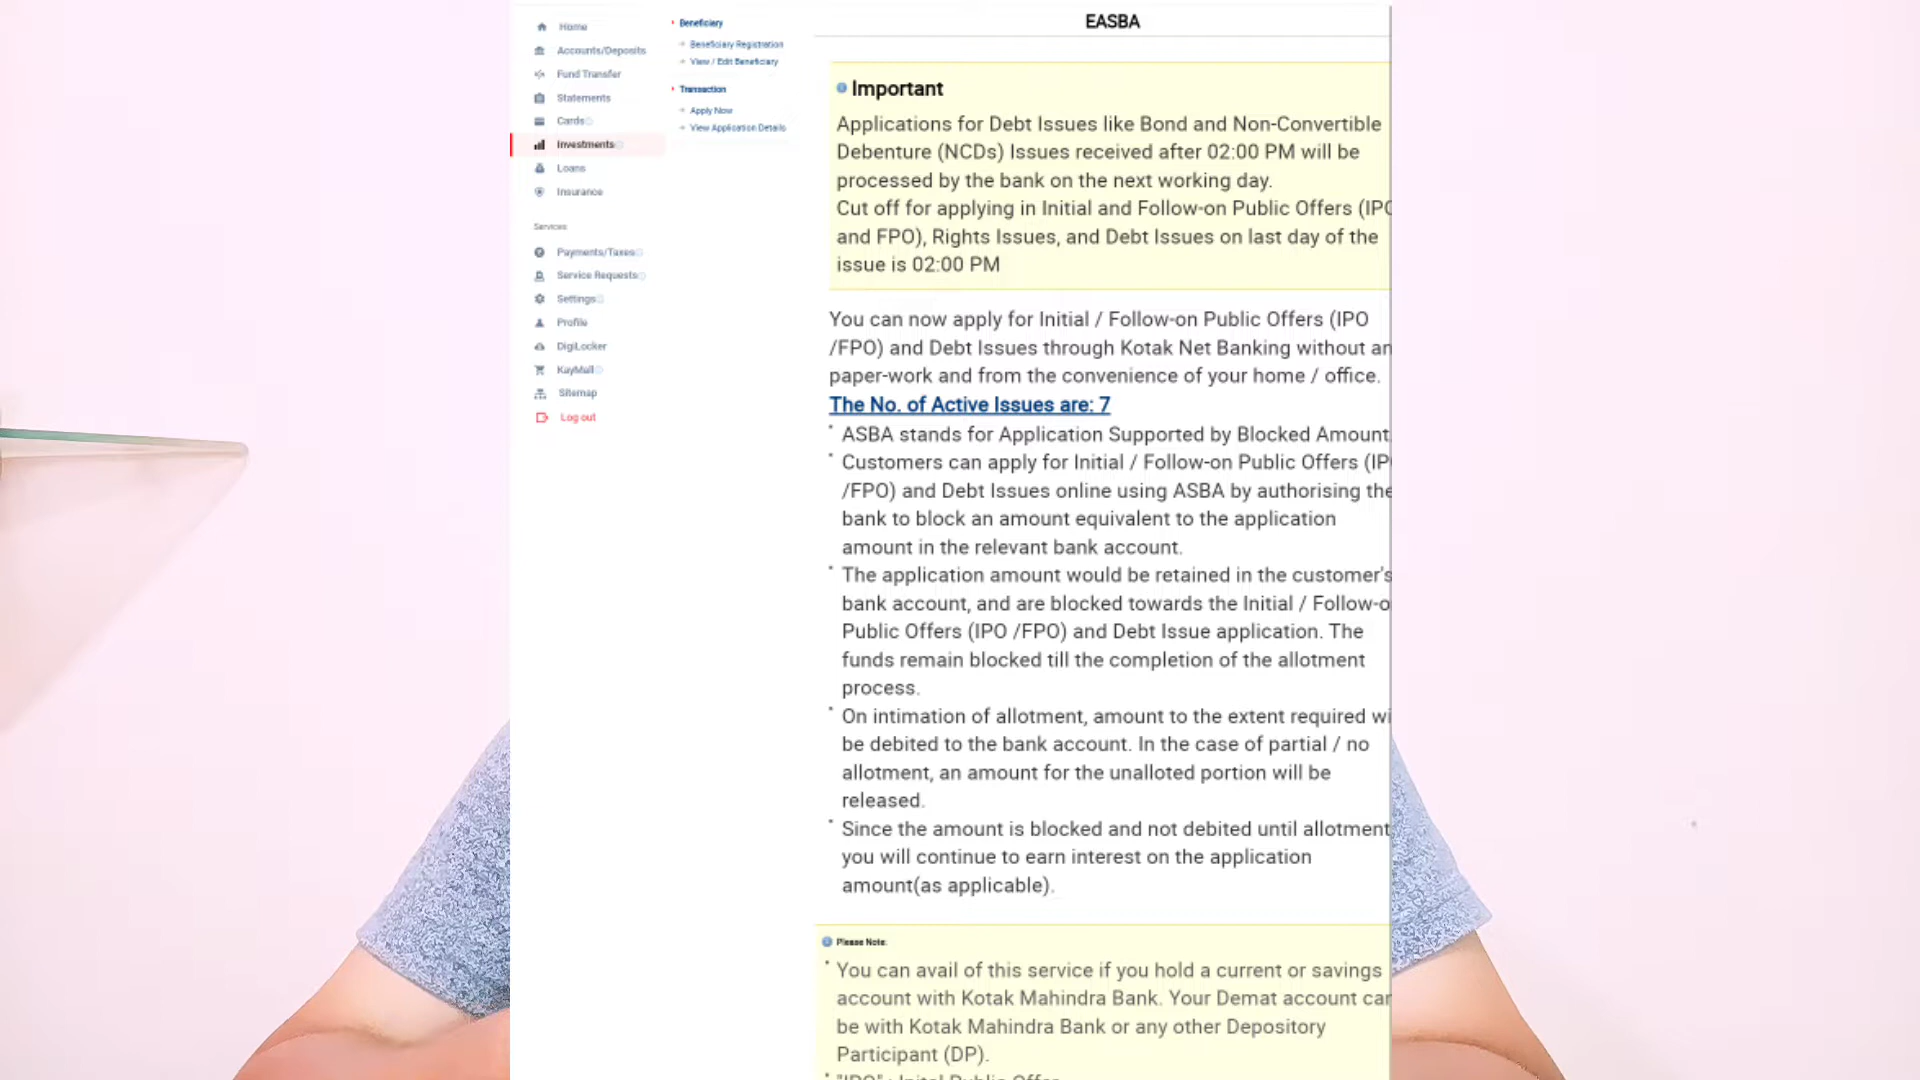 Home
Accounts/Deposits
Fund Transfer
Statements
Cards
Investments
Loans
Insurance
Services
Payments/Taxes
Service Requests
Settings
Profile
DigiLocker
KayMall
Sitemap
Log out
Beneficiary
Beneficiary Registration
View / Edit Beneficiary
Transaction
Apply Now
View Application Details
EASBA
Important
Applications for Debt Issues like Bond and Non-Convertible
Debenture (NCDs) Issues received after 02:00 PM will be
processed by the bank on the next working day.
Cut off for applying in Initial and Follow-on Public Offers (IPO
and FPO), Rights Issues, and Debt Issues on last day of the
issue is 02:00 PM
You can now apply for Initial / Follow-on Public Offers (IPO
/FPO) and Debt Issues through Kotak Net Banking without an
paper-work and from the convenience of your home / office.
The No. of Active Issues are: 7
* ASBA stands for Application Supported by Blocked Amount.
* Customers can apply for Initial / Follow-on Public Offers (IP
/FPO) and Debt Issues online using ASBA by authorising the
bank to block an amount equivalent to the application
amount in the relevant bank account.
* The application amount would be retained in the customer's
bank account, and are blocked towards the Initial / Follow-o
Public Offers (IPO /FPO) and Debt Issue application. The
funds remain blocked till the completion of the allotment
process.
* On intimation of allotment, amount to the extent required wi
be debited to the bank account. In the case of partial / no
allotment, an amount for the unalloted portion will be
released.
* Since the amount is blocked and not debited until allotment,
you will continue to earn interest on the application
amount(as applicable).
Please Note:
* You can avail of this service if you hold a current or savings
account with Kotak Mahindra Bank. Your Demat account can
be with Kotak Mahindra Bank or any other Depository
Participant (DP).